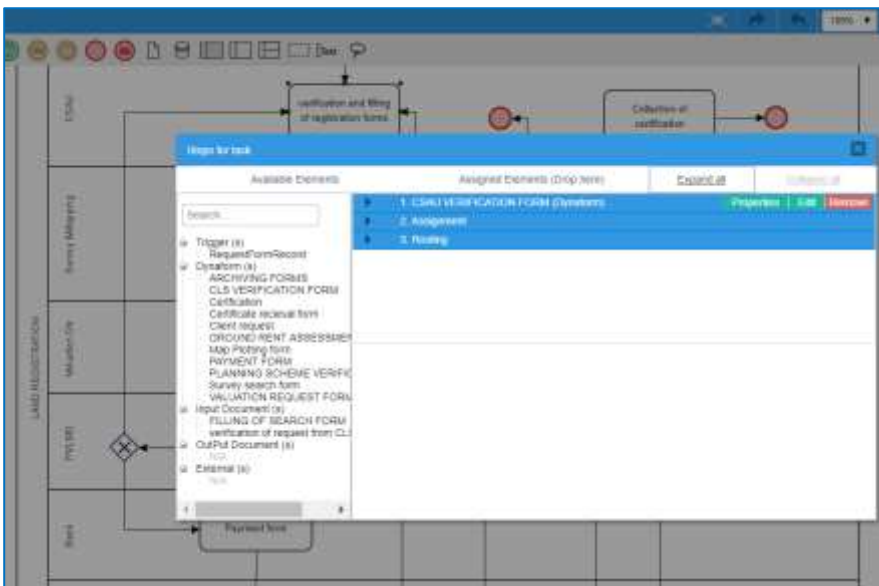 100%
CSAU
verification and filling
of registration forms
Collection of
certification
Steps for task
Available Elements
Assigned Elements (Drop here)
Expand all
Collapse all
Search
1. CSAU VERIFICATION FORM (Dynaform)
Properties
Edit
Remove
2. Assignment
3. Routing
Trigger (s)
RequestFormRecord
Dynaform (s)
ARCHIVING FORMS
CLS VERIFICATION FORM
Certification
Certificate recieval form
Client request
GROUND RENT ASSESSMEN
Map Plotting form
PAYMENT FORM
PLANNING SCHEME VERIFIC
Survey search form
VALUATION REQUEST FORM
Input Document (s)
FILLING OF SEARCH FORM
verification of request from CLS
OutPut Document (s)
N/A
External (s)
N/A
LAND REGISTRATION
PVLMD
Bank
Payment form